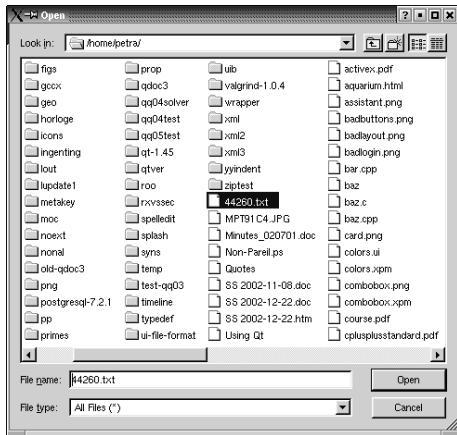 Open
Look in: /home/petra/
figs
gccx
geo
horloge
icons
ingenting
lout
lupdate1
metakey
moc
noext
nonal
old-qdoc3
png
postgresql-7.2.1
pp
primes
prop
qdoc3
qq04solver
qq04test
qq05test
qt-1.45
qtver
roo
rxvssec
spelledit
splash
syns
temp
test-qq03
timeline
typedef
ui-file-format
uib
valgrind-1.0.4
wrapper
xml
xml2
xml3
yyindent
ziptest
44260.txt
MPT91C4.JPG
Minutes_020701.doc
Non-Pareil.ps
Quotes
SS 2002-11-08.doc
SS 2002-12-22.doc
SS 2002-12-22.htm
Using Qt
activex.pdf
aquarium.html
assistant.png
badbuttons.png
badlayout.png
badlogin.png
bar.cpp
baz
baz.c
baz.cpp
card.png
colors.ui
colors.xpm
combobox.png
combobox.xpm
course.pdf
cplusplusstandard.pdf
File name: 44260.txt
Open
File type: All Files (*)
Cancel